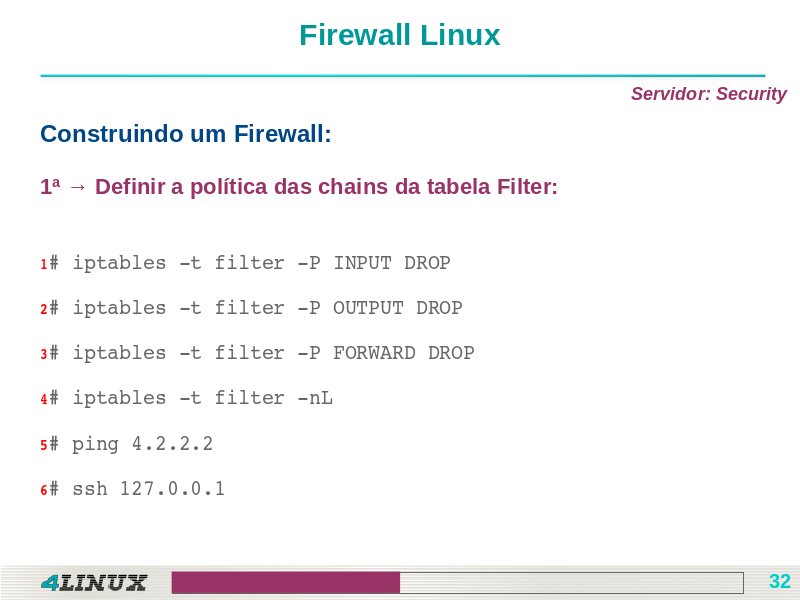 Firewall Linux
Servidor: Security
Construindo um Firewall:
1ª → Definir a política das chains da tabela Filter:
1# iptables -t filter -P INPUT DROP
2# iptables -t filter -P OUTPUT DROP
3# iptables -t filter -P FORWARD DROP
4# iptables -t filter -nL
5# ping 4.2.2.2
6# ssh 127.0.0.1
4LINUX
32